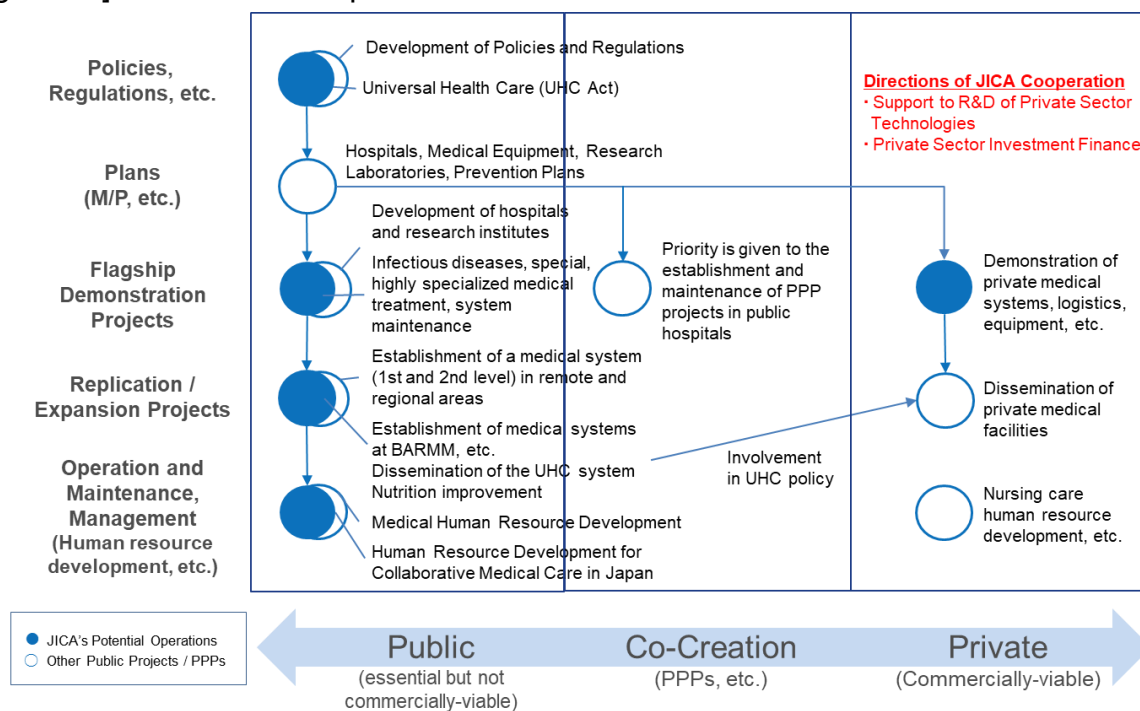 Development of Policies and Regulations
Policies,
Regulations, etc.
Universal Health Care (UHC Act)
Directions of JICA Cooperation
・Support to R&D of Private Sector
Technologies
・Private Sector Investment Finance
Plans
(M/P, etc.)
Hospitals, Medical Equipment, Research
Laboratories, Prevention Plans
Flagship
Demonstration
Projects
Development of hospitals
and research institutes
Infectious diseases, special,
highly specialized medical
treatment, system
maintenance
Priority is given to the
establishment and
maintenance of PPP
projects in public
hospitals
Demonstration of
private medical
systems, logistics,
equipment, etc.
Replication /
Expansion Projects
Establishment of a medical system
(1st and 2nd level) in remote and
regional areas
Establishment of medical systems
at BARMM, etc.
Dissemination of
private medical
facilities
Operation and
Maintenance,
Management
(Human resource
development, etc.)
Dissemination of the UHC system
Nutrition improvement
Medical Human Resource Development
Human Resource Development for
Collaborative Medical Care in Japan
Involvement
in UHC policy
Nursing care
human resource
development, etc.
JICA's Potential Operations
Other Public Projects / PPPs
Public
(essential but not
commercially-viable)
Co-Creation
(PPPs, etc.)
Private
(Commercially-viable)